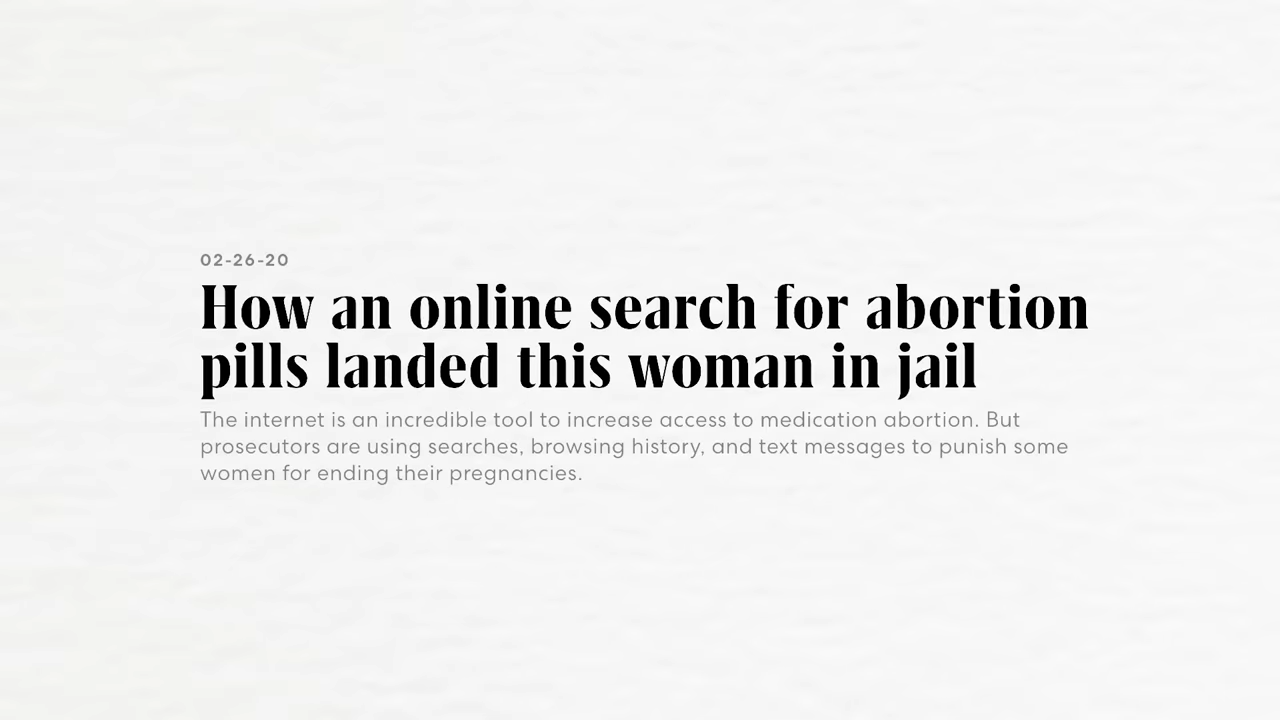 02-26-20
How an online search for abortion
pills landed this woman in jail
The internet is an incredible tool to increase access to medication abortion. But
prosecutors are using searches, browsing history, and text messages to punish some
women for ending their pregnancies.